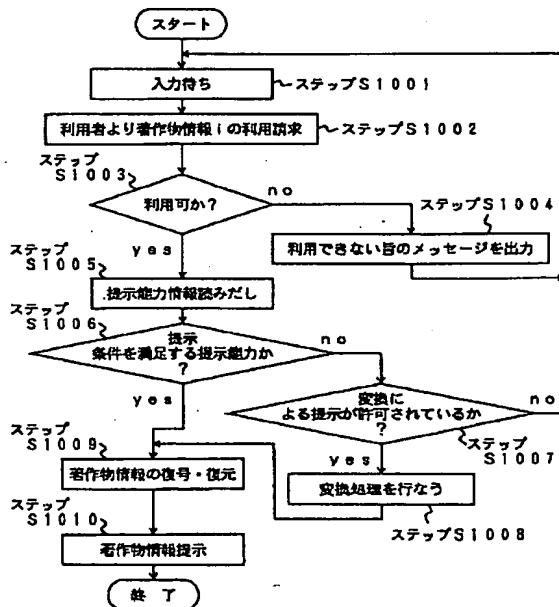 スタート
入力待ち
ステップS1001
利用者より著作物情報iの利用請求
ステップS1002
ステップ
S1003
利用可か?
no
ステップS1004
利用できない旨のメッセージを出力
yes
ステップ
S1005
提示能力情報読みだし
ステップ
S1006
提示
条件を満足する提示能力か
?
no
yes
変換に
よる提示が許可されているか
?
no
ステップ
S1007
yes
変換処理を行なう
ステップS1008
ステップ
S1009
著作物情報の復号・復元
ステップ
S1010
著作物情報提示
終了